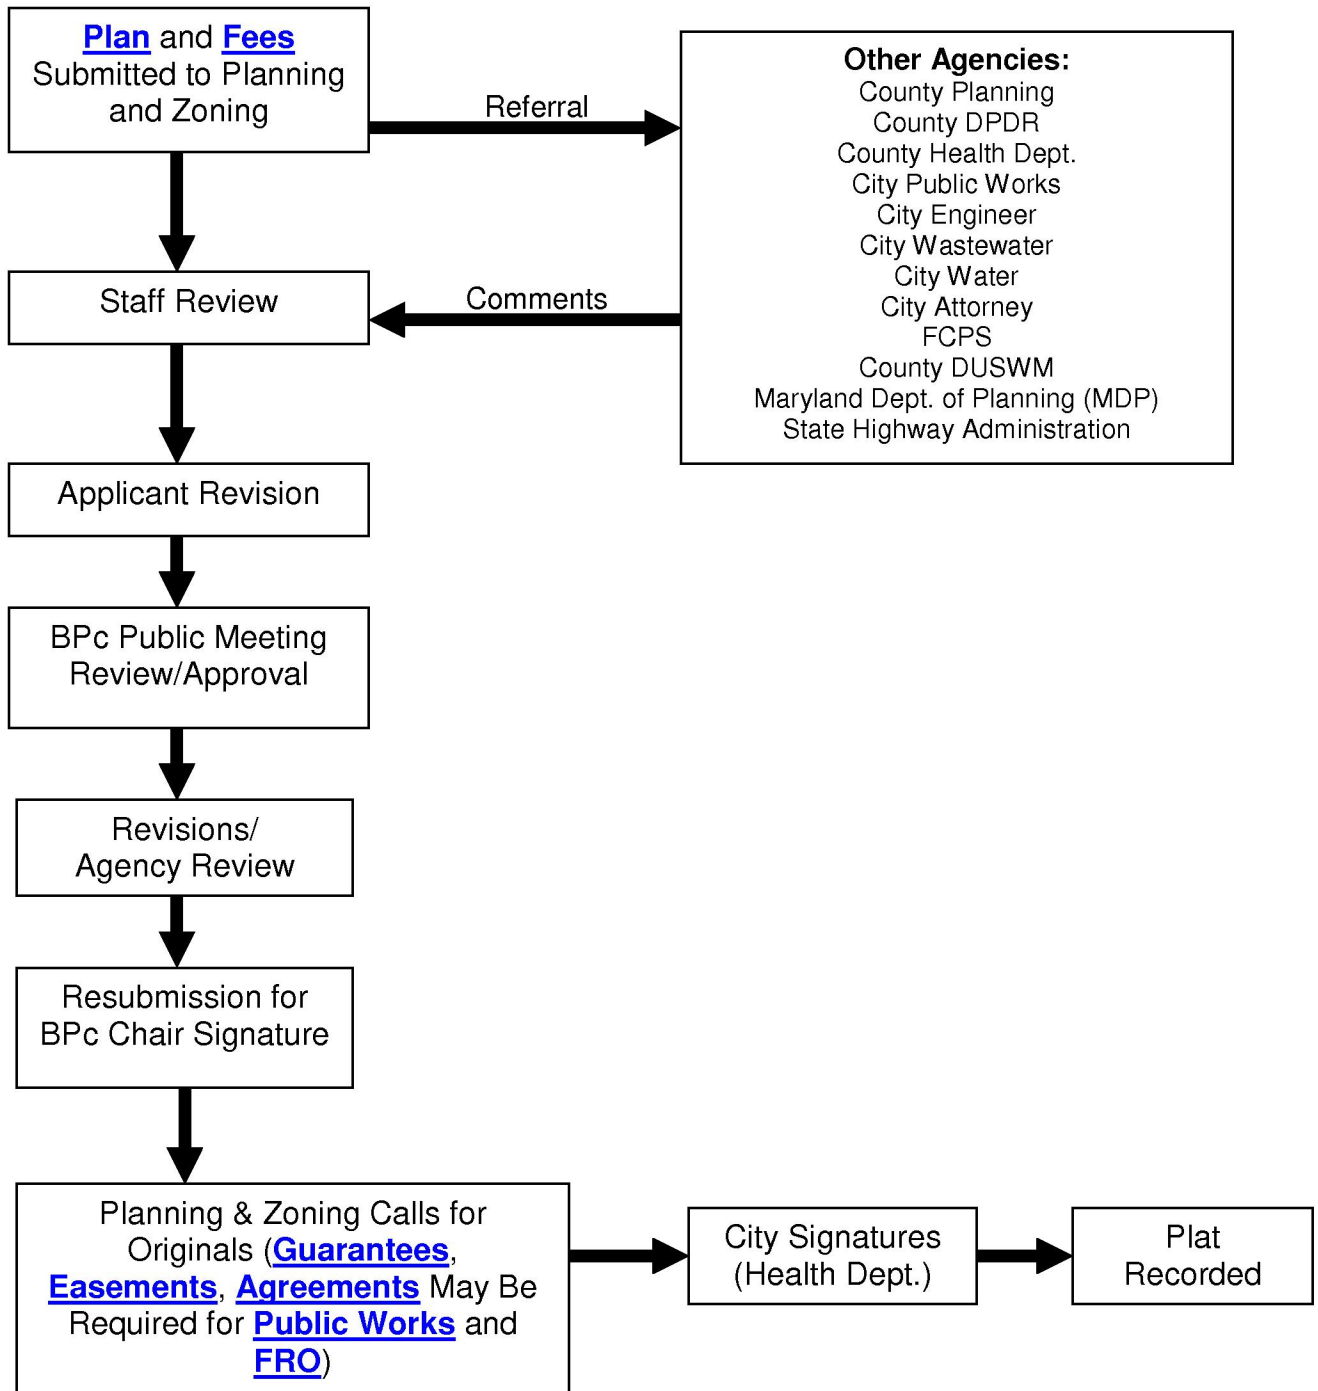 Plan and Fees
Submitted to Planning
and Zoning
Referral
Other Agencies:
County Planning
County DPDR
County Health Dept.
City Public Works
City Engineer
City Wastewater
City Water
City Attorney
FCPS
County DUSWM
Maryland Dept. of Planning (MDP)
State Highway Administration
Staff Review
Comments
Applicant Revision
BPc Public Meeting
Review/Approval
Revisions/
Agency Review
Resubmission for
BPc Chair Signature
Planning & Zoning Calls for
Originals (Guarantees,
Easements, Agreements May Be
Required for Public Works and
FRO)
City Signatures
(Health Dept.)
Plat
Recorded